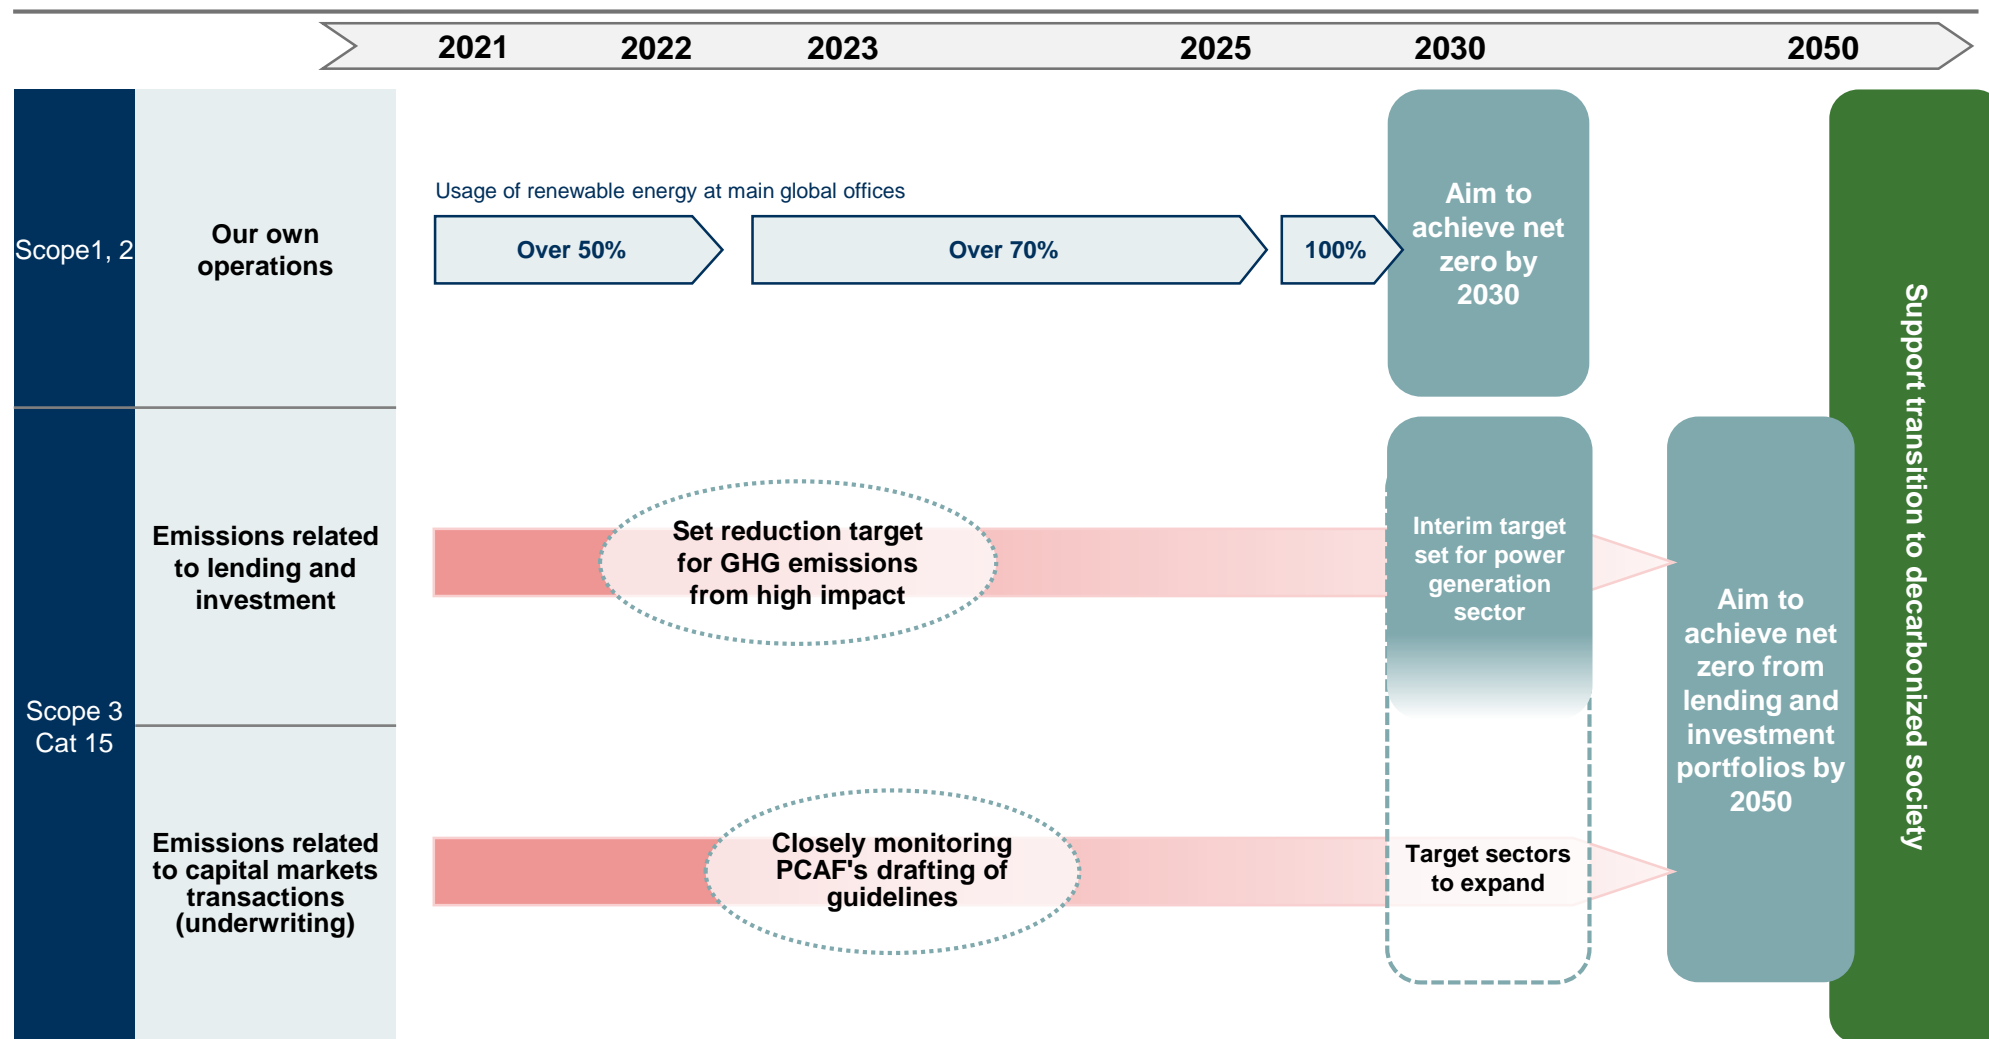 2021 2022 2023 2025 2030 2050
Scope1, 2
Our own
operations
Usage of renewable energy at main global offices
Over 50%
Over 70%
100%
Aim to
achieve net
zero by
2030
Scope 3
Cat 15
Emissions related
to lending and
investment
Set reduction target
for GHG emissions
from high impact
Interim target
set for power
generation
sector
Emissions related
to capital markets
transactions
(underwriting)
Closely monitoring
PCAF's drafting of
guidelines
Target sectors
to expand
Aim to
achieve net
zero from
lending and
investment
portfolios by
2050
Support transition to decarbonized society